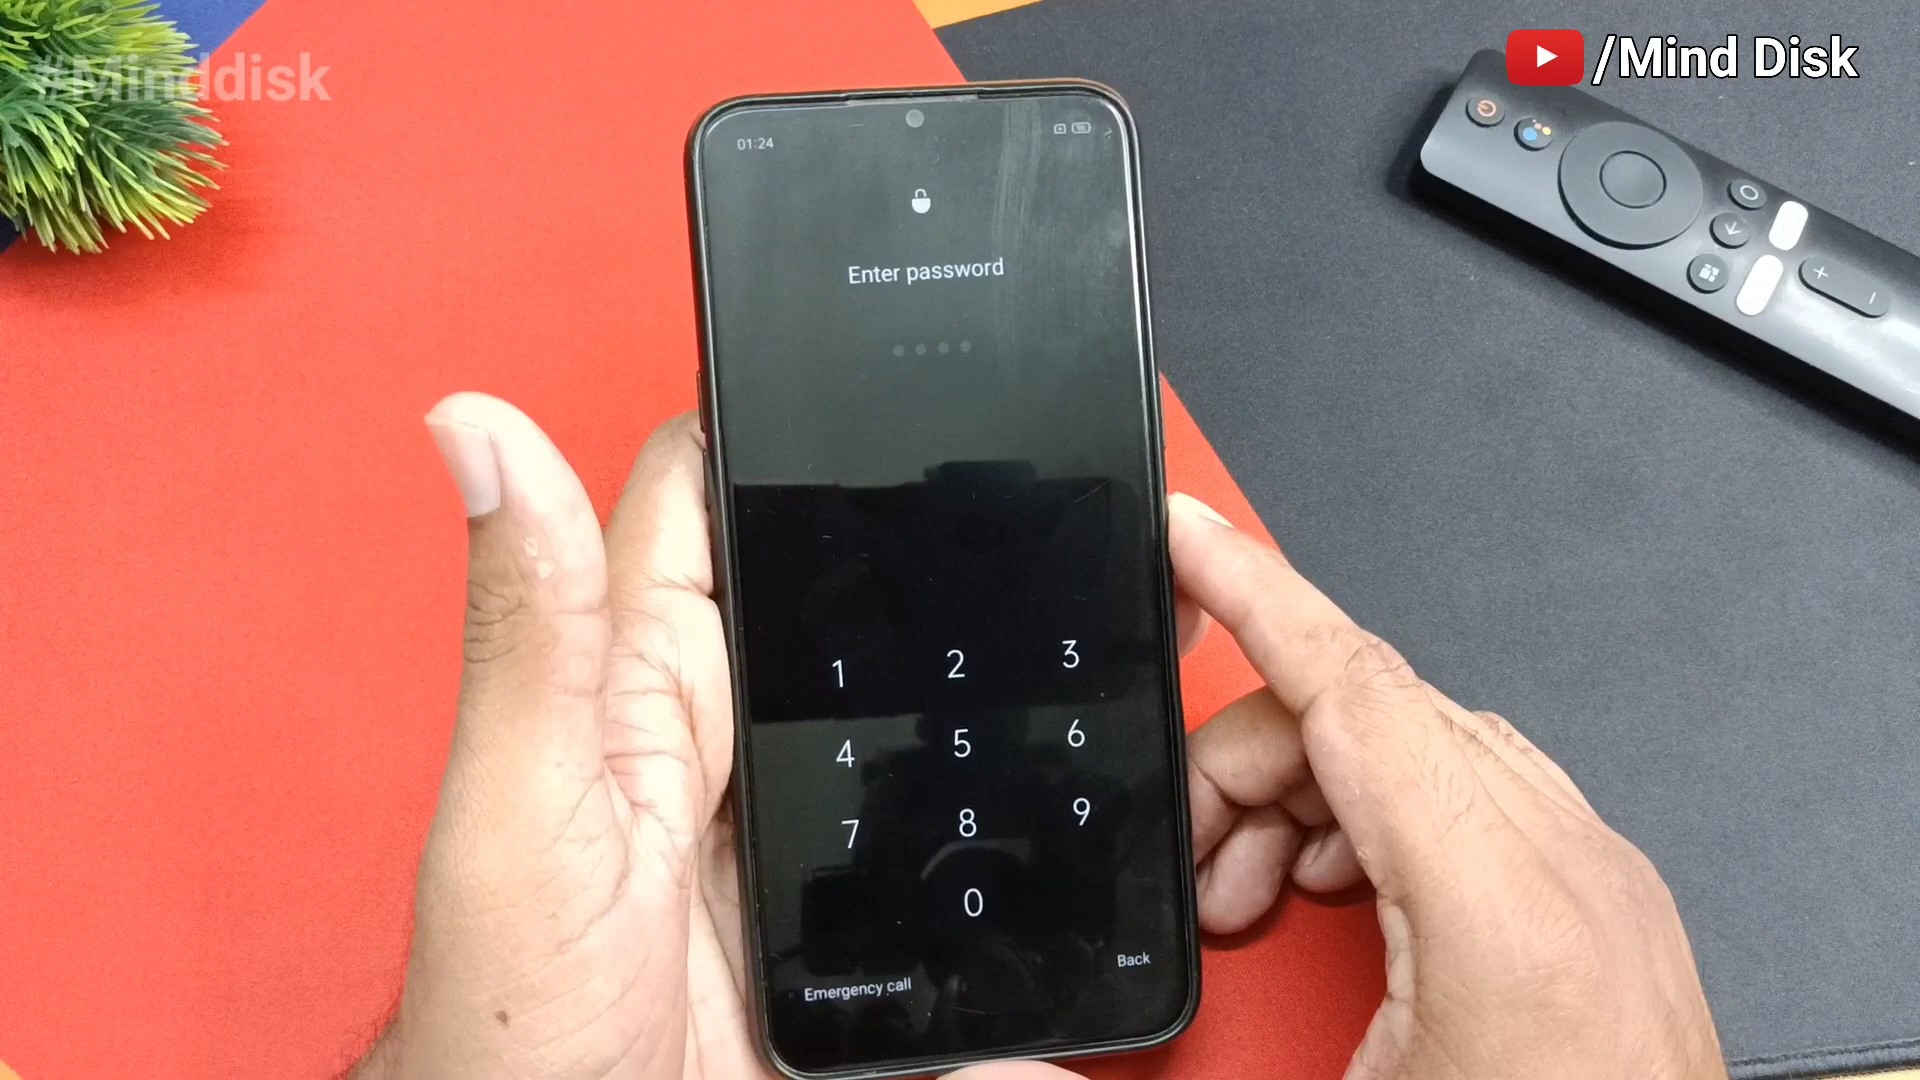 #Minddisk
/Mind Disk
01:24
Enter password
1 2 3
4 5 6
7 8 9
0
Emergency call
Back